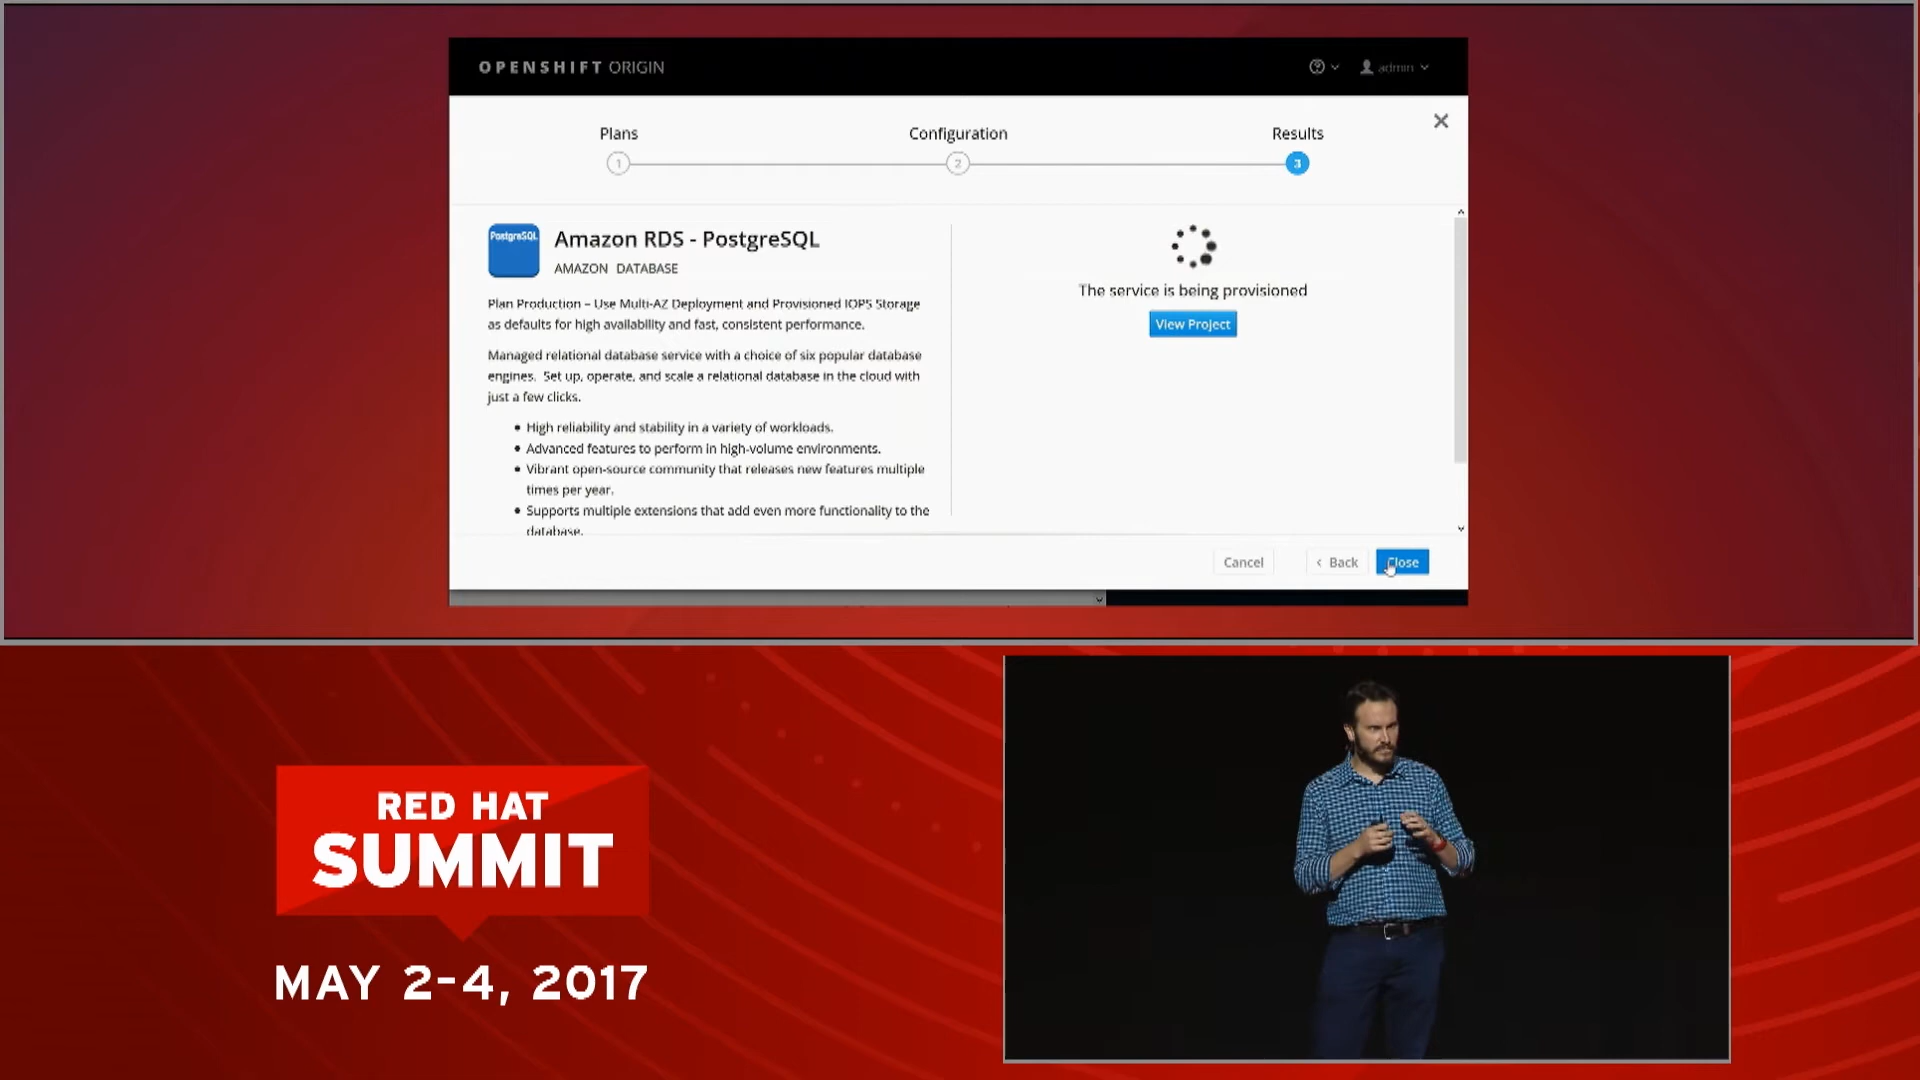 OPENSHIFT ORIGIN
admin
Plans
Configuration
Results
1
2
3
PostgreSQL
Amazon RDS - PostgreSQL
AMAZON DATABASE
Plan Production – Use Multi-AZ Deployment and Provisioned IOPS Storage
as defaults for high availability and fast, consistent performance.
Managed relational database service with a choice of six popular database
engines. Set up, operate, and scale a relational database in the cloud with
just a few clicks.
• High reliability and stability in a variety of workloads.
• Advanced features to perform in high-volume environments.
• Vibrant open-source community that releases new features multiple
times per year.
• Supports multiple extensions that add even more functionality to the
database.
The service is being provisioned
View Project
Cancel
< Back
Close
RED HAT
SUMMIT
MAY 2-4, 2017